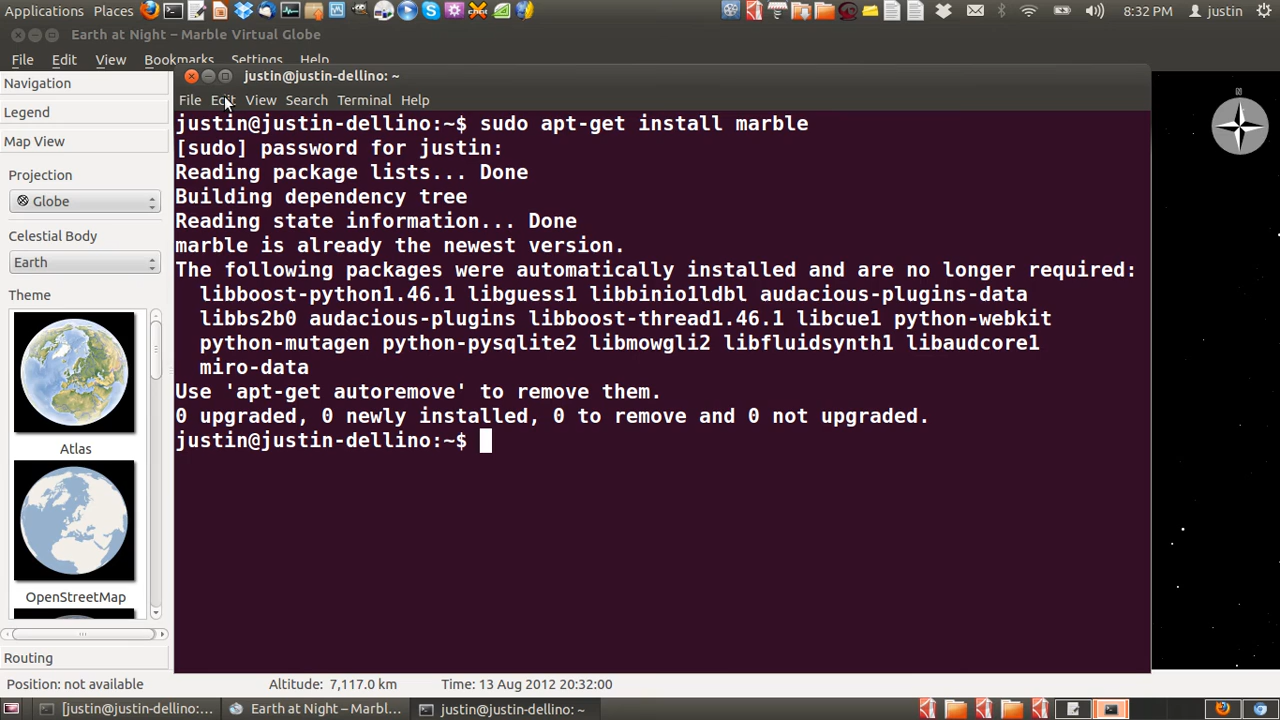 Applications Places
8:32 PM justin
Earth at Night – Marble Virtual Globe
File Edit View Bookmarks Settings Help
justin@justin-dellino: ~
File Edit View Search Terminal Help
Navigation
Legend
Map View
Projection
Globe
Celestial Body
Earth
Theme
Atlas
OpenStreetMap
Routing
justin@justin-dellino:~$ sudo apt-get install marble
[sudo] password for justin:
Reading package lists... Done
Building dependency tree
Reading state information... Done
marble is already the newest version.
The following packages were automatically installed and are no longer required:
libboost-python1.46.1 libguess1 libbinio1ldbl audacious-plugins-data
libbs2b0 audacious-plugins libboost-thread1.46.1 libcue1 python-webkit
python-mutagen python-pysqlite2 libmowgli2 libfluidsynth1 libaudcore1
miro-data
Use 'apt-get autoremove' to remove them.
0 upgraded, 0 newly installed, 0 to remove and 0 not upgraded.
justin@justin-dellino:~$
Position: not available Altitude: 7,117.0 km Time: 13 Aug 2012 20:32:00
[justin@justin-dellino:... Earth at Night – Marbl... justin@justin-dellino: ~